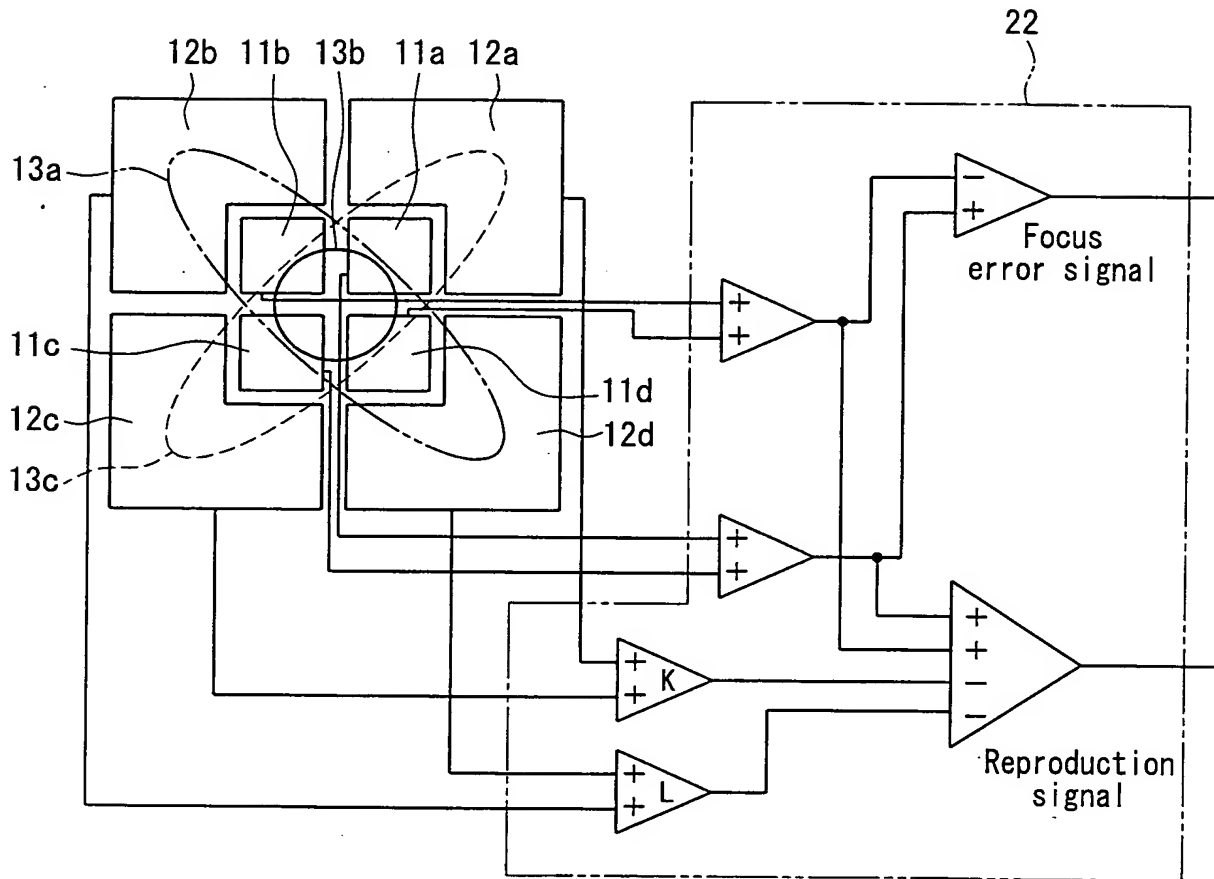 22
12b 11b 13b 11a 12a
13a
−
+
Focus
error signal
+
+
11c
11d
12c
12d
13c
+
+
+
+
−
−
+
+ K
+
+ L
Reproduction
signal